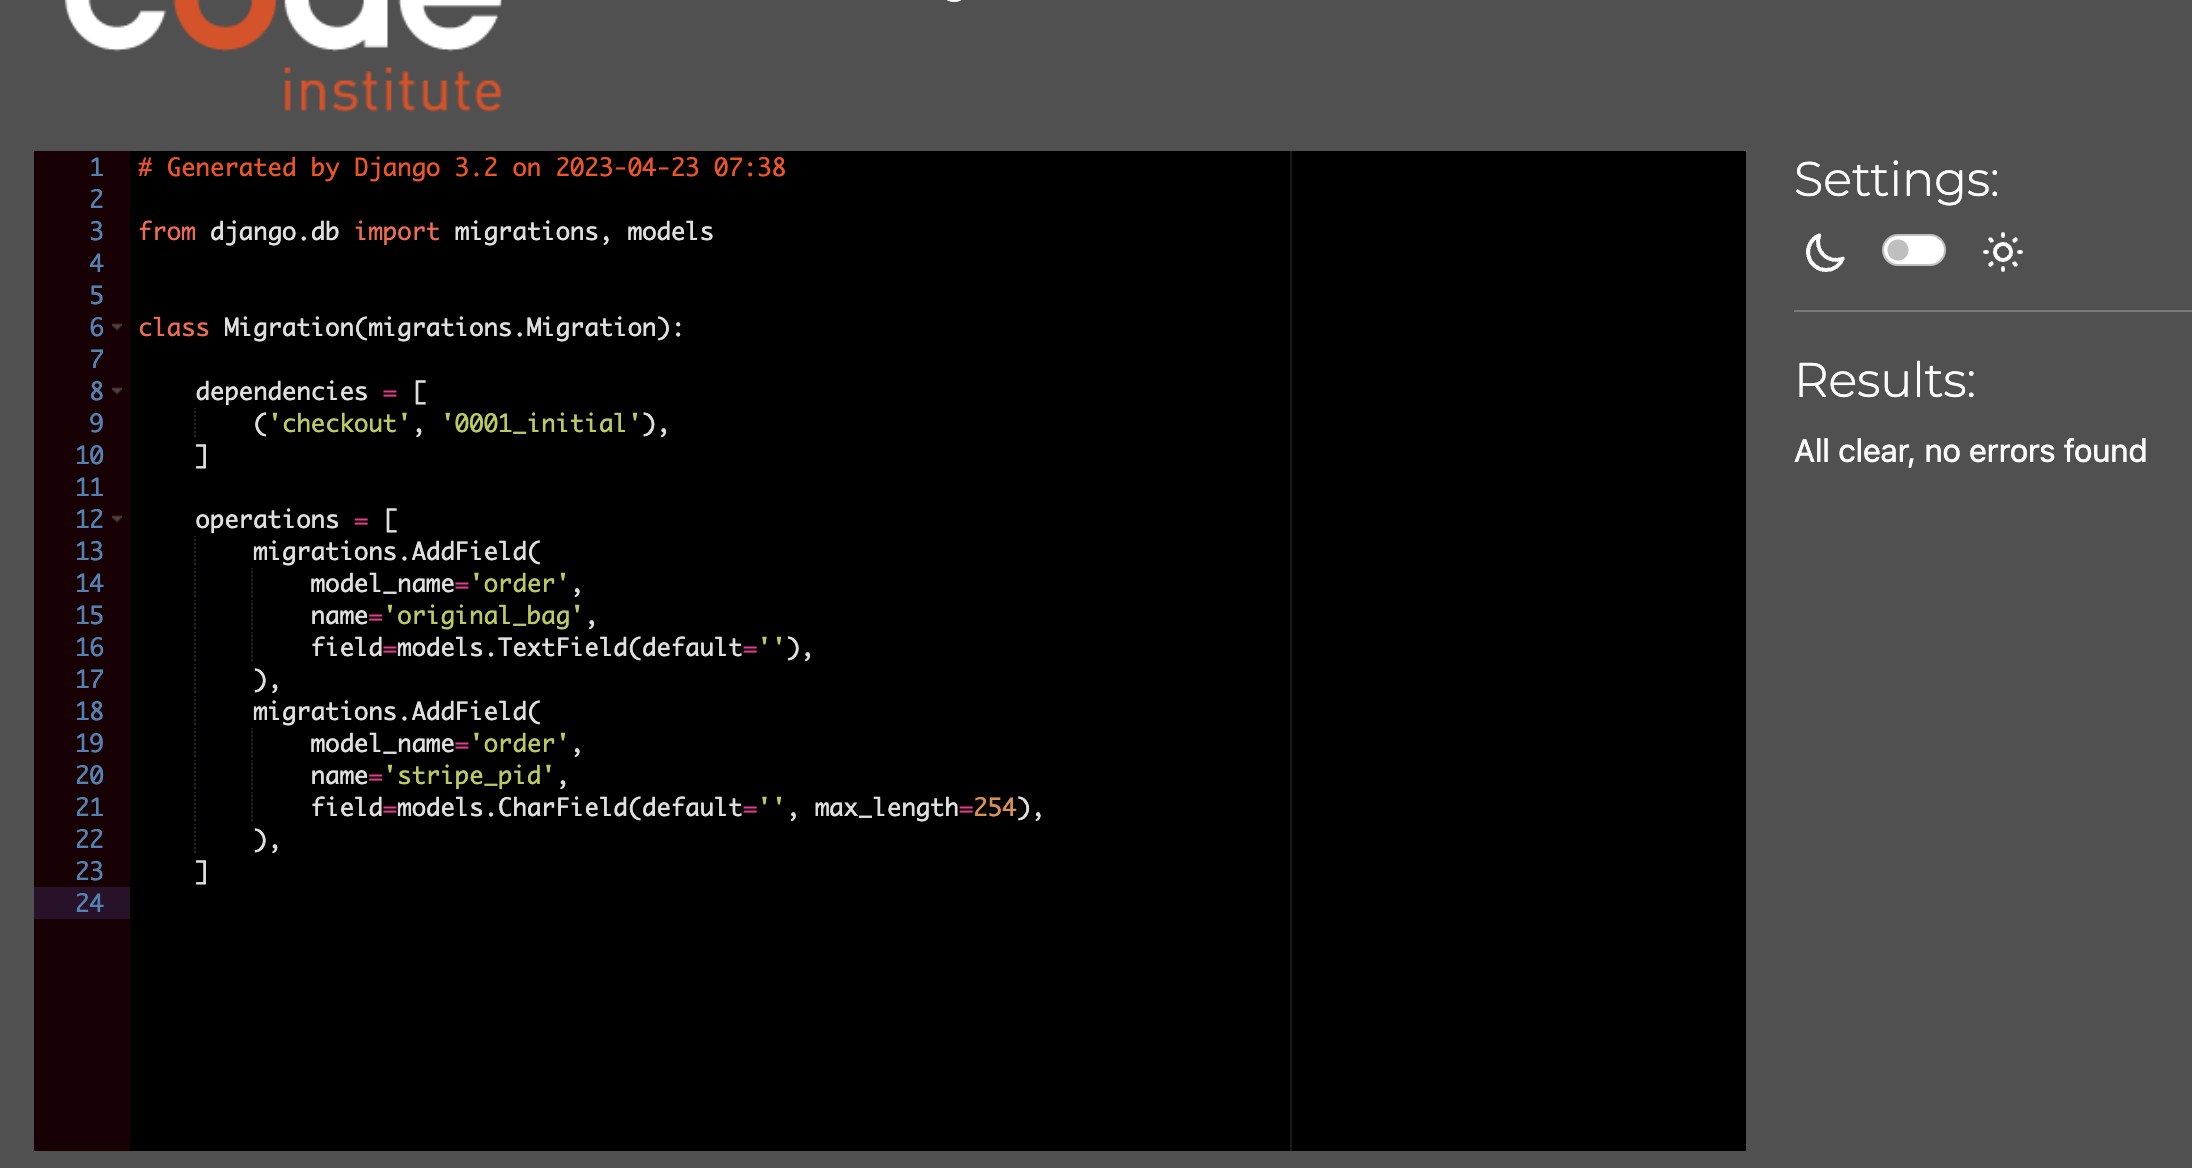 code
institute
1 # Generated by Django 3.2 on 2023-04-23 07:38
2
3 from django.db import migrations, models
4
5
6 class Migration(migrations.Migration):
7
8     dependencies = [
9         ('checkout', '0001_initial'),
10     ]
11
12     operations = [
13         migrations.AddField(
14             model_name='order',
15             name='original_bag',
16             field=models.TextField(default=''),
17         ),
18         migrations.AddField(
19             model_name='order',
20             name='stripe_pid',
21             field=models.CharField(default='', max_length=254),
22         ),
23     ]
24
Settings:
Results:
All clear, no errors found